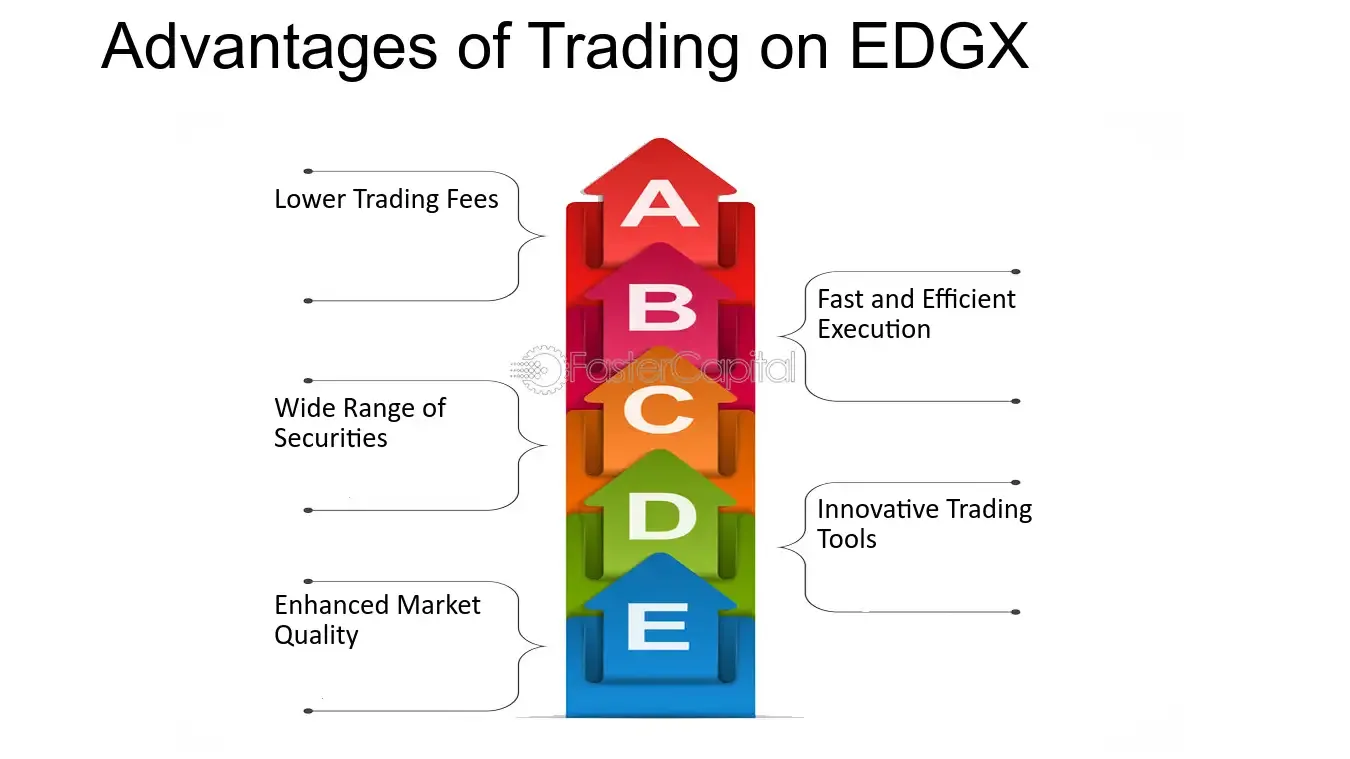 Advantages of Trading on EDGX
A
Lower Trading Fees
B
Fast and Efficient
Execution
FasterCapital
C
Wide Range of
Securities
D
Innovative Trading
Tools
E
Enhanced Market
Quality